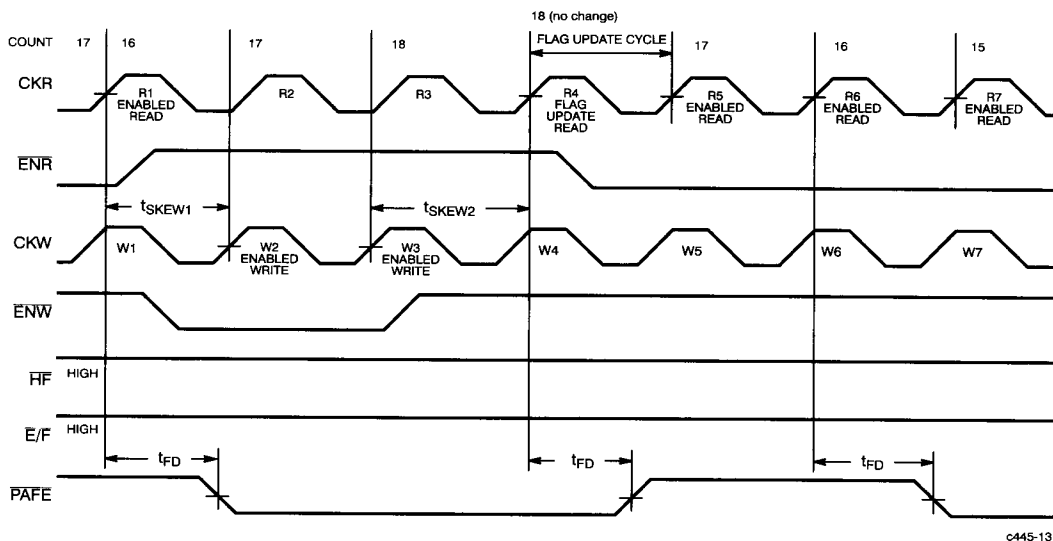 18 (no change)
COUNT 17 16 17 18 FLAG UPDATE CYCLE 17 16 15
CKR
R1 ENABLED READ
R2
R3
R4 FLAG UPDATE READ
R5 ENABLED READ
R6 ENABLED READ
R7 ENABLED READ
ENR
tSKEW1 tSKEW2
CKW
W1
W2 ENABLED WRITE
W3 ENABLED WRITE
W4
W5
W6
W7
ENW
HF HIGH
E/F HIGH
tFD tFD tFD
PAFE
c445-13